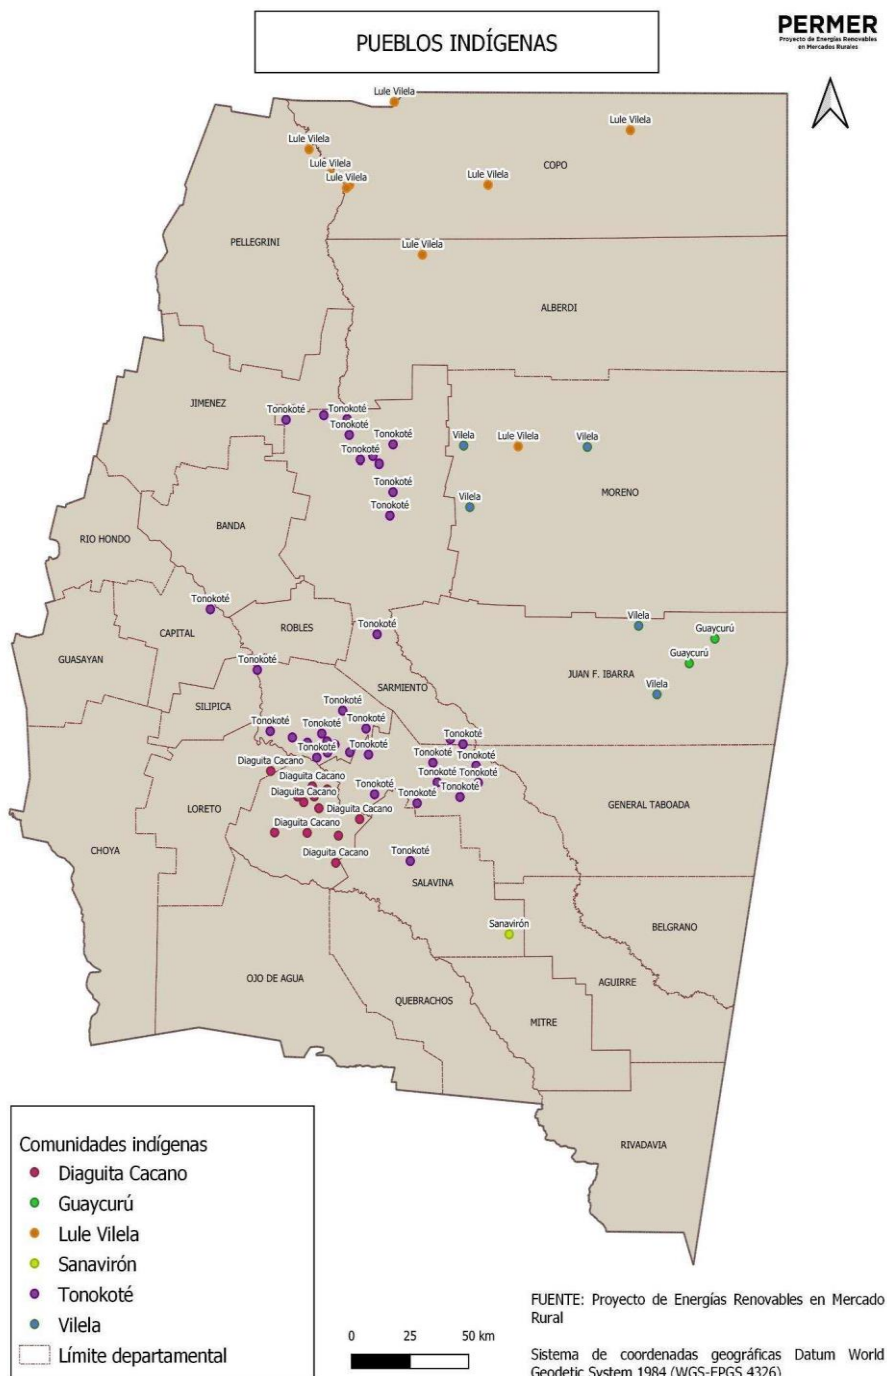 PUEBLOS INDÍGENAS
PERMER
Proyecto de Energías Renovables
en Mercados Rurales
Lule Vilela
Lule Vilela
Lule Vilela
COPO
Lule Vilela
Lule Vilela
Lule Vilela
PELLEGRINI
Lule Vilela
ALBERDI
JIMENEZ
Tonokoté
Tonokoté
Tonokoté
Tonokoté
Tonokoté
Vilela
Lule Vilela
Vilela
Tonokoté
MORENO
Vilela
Tonokoté
BANDA
RIO HONDO
Tonokoté
Tonokoté
ROBLES
CAPITAL
Vilela
Guaycurú
GUASAYAN
Tonokoté
Guaycurú
JUAN F. IBARRA
SARMIENTO
Vilela
SILIPICA
Tonokoté
Tonokoté
Tonokoté
Tonokoté
Tonokoté
Tonokoté
Tonokoté
Diaguita Cacano
Tonokoté
Tonokoté
Diaguita Cacano
Tonokoté
Tonokoté
Tonokoté
Diaguita Cacano
Tonokoté
Tonokoté
LORETO
Diaguita Cacano
GENERAL TABOADA
Diaguita Cacano
CHOYA
Diaguita Cacano
Tonokoté
SALAVINA
Sanavirón
BELGRANO
OJO DE AGUA
AGUIRRE
QUEBRACHOS
MITRE
RIVADAVIA
Comunidades indígenas
Diaguita Cacano
Guaycurú
Lule Vilela
Sanavirón
Tonokoté
Vilela
Límite departamental
0 25 50 km
FUENTE: Proyecto de Energías Renovables en Mercado
Rural
Sistema de coordenadas geográficas Datum World
Geodetic System 1984 (WGS-EPGS 4326)